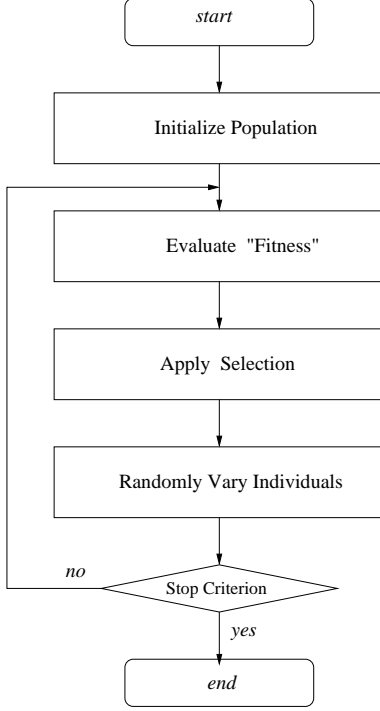 start
Initialize Population
Evaluate "Fitness"
Apply Selection
Randomly Vary Individuals
no
Stop Criterion
yes
end